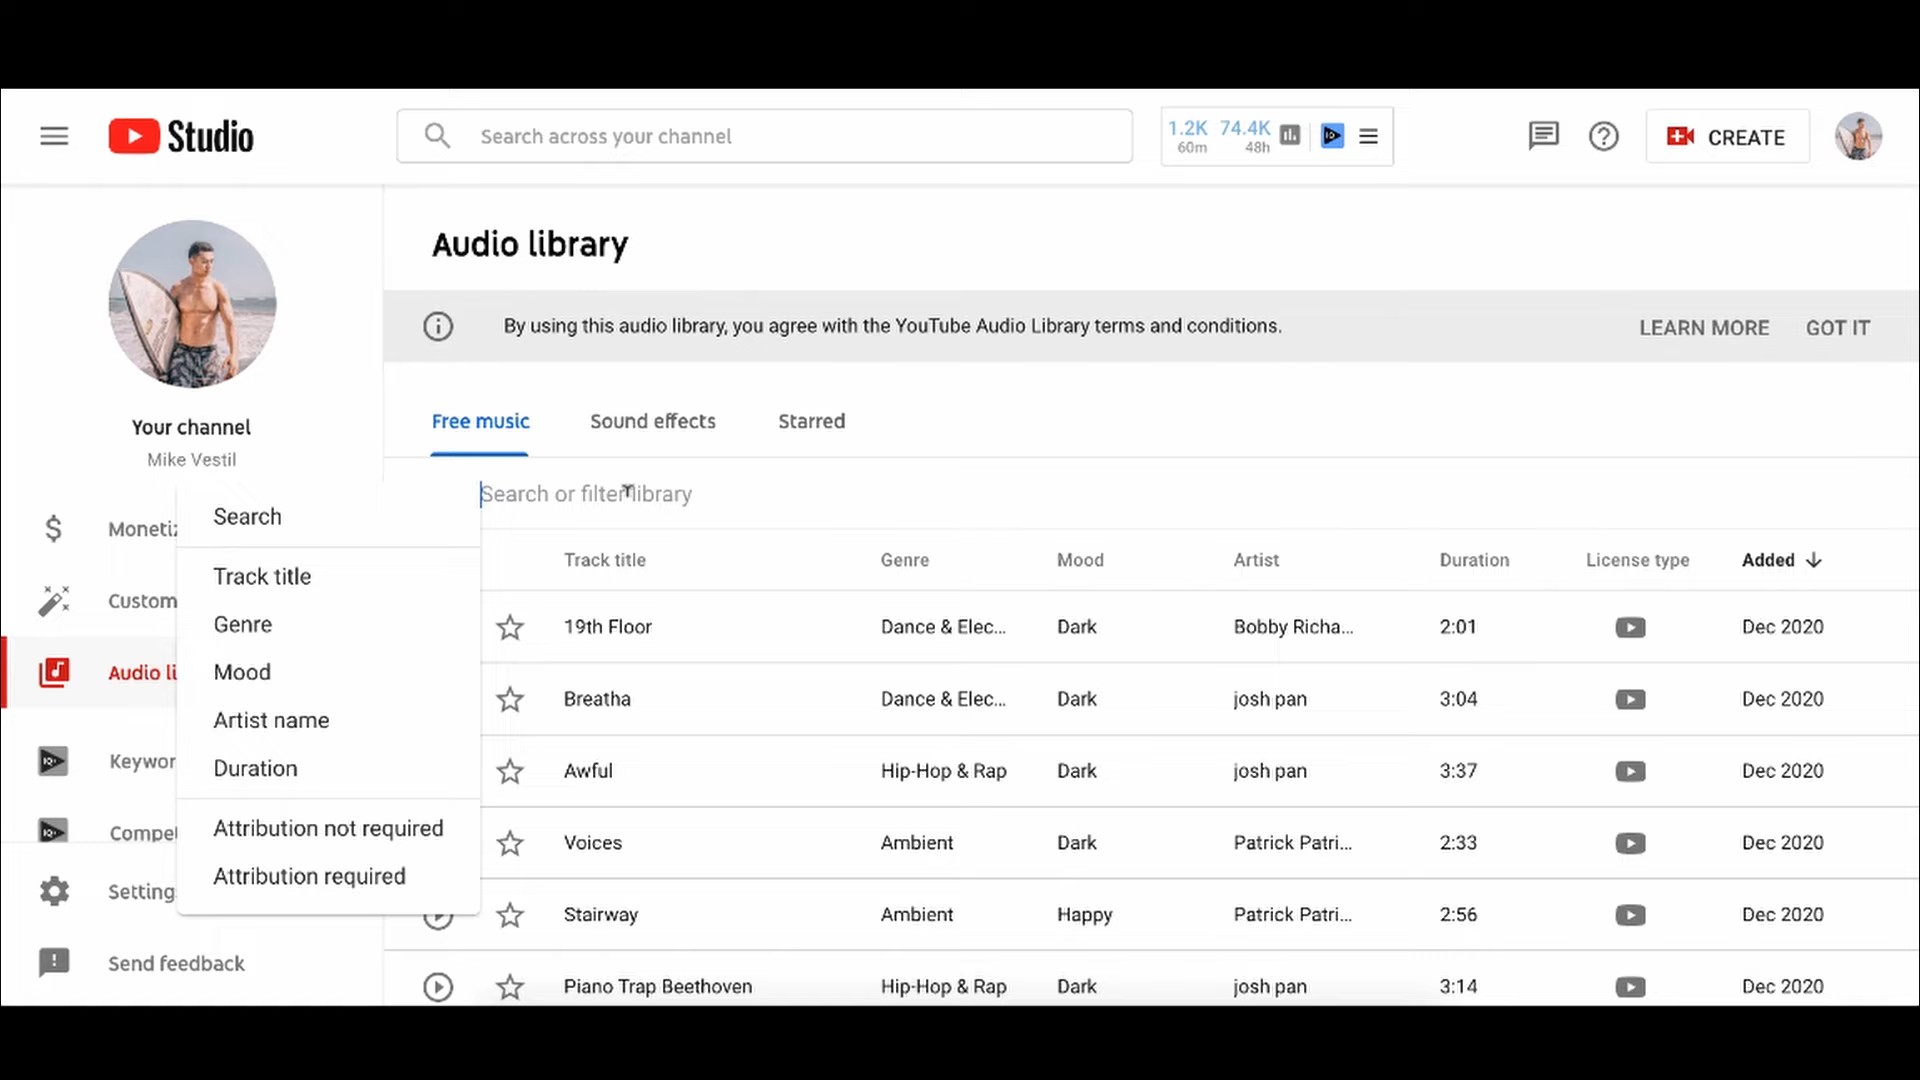 Studio
Search across your channel
1.2K 74.4K
60m 48h
CREATE
Your channel
Mike Vestil
Audio library
By using this audio library, you agree with the YouTube Audio Library terms and conditions.
LEARN MORE GOT IT
Free music Sound effects Starred
Search or filter library
Monetiz
Custom
Audio li
Keywor
Compet
Setting
Send feedback
Search
Track title
Genre
Mood
Artist name
Duration
Attribution not required
Attribution required
Track title Genre Mood Artist Duration License type Added
19th Floor Dance & Elec... Dark Bobby Richa... 2:01 Dec 2020
Breatha Dance & Elec... Dark josh pan 3:04 Dec 2020
Awful Hip-Hop & Rap Dark josh pan 3:37 Dec 2020
Voices Ambient Dark Patrick Patri... 2:33 Dec 2020
Stairway Ambient Happy Patrick Patri... 2:56 Dec 2020
Piano Trap Beethoven Hip-Hop & Rap Dark josh pan 3:14 Dec 2020